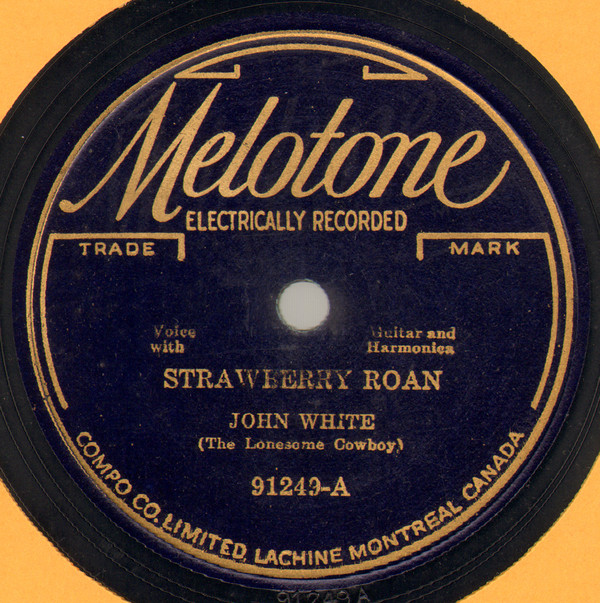 Melotone
ELECTRICALLY RECORDED
TRADE MARK
Voice Guitar and
with Harmonica
STRAWBERRY ROAN
JOHN WHITE
(The Lonesome Cowboy)
91249-A
COMPO CO. LIMITED, LACHINE MONTREAL CANADA
91249A